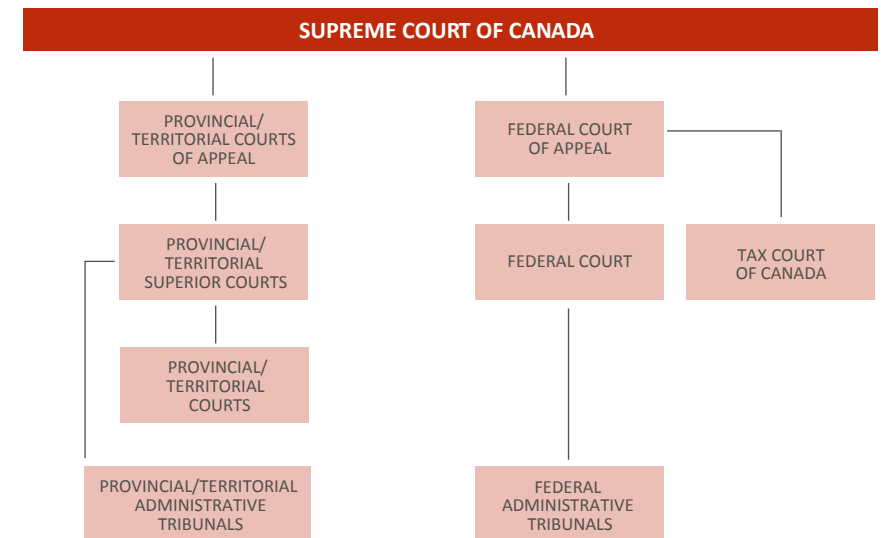 SUPREME COURT OF CANADA
PROVINCIAL/
TERRITORIAL COURTS
OF APPEAL
FEDERAL COURT
OF APPEAL
PROVINCIAL/
TERRITORIAL
SUPERIOR COURTS
FEDERAL COURT
TAX COURT
OF CANADA
PROVINCIAL/
TERRITORIAL
COURTS
PROVINCIAL/TERRITORIAL
ADMINISTRATIVE
TRIBUNALS
FEDERAL
ADMINISTRATIVE
TRIBUNALS